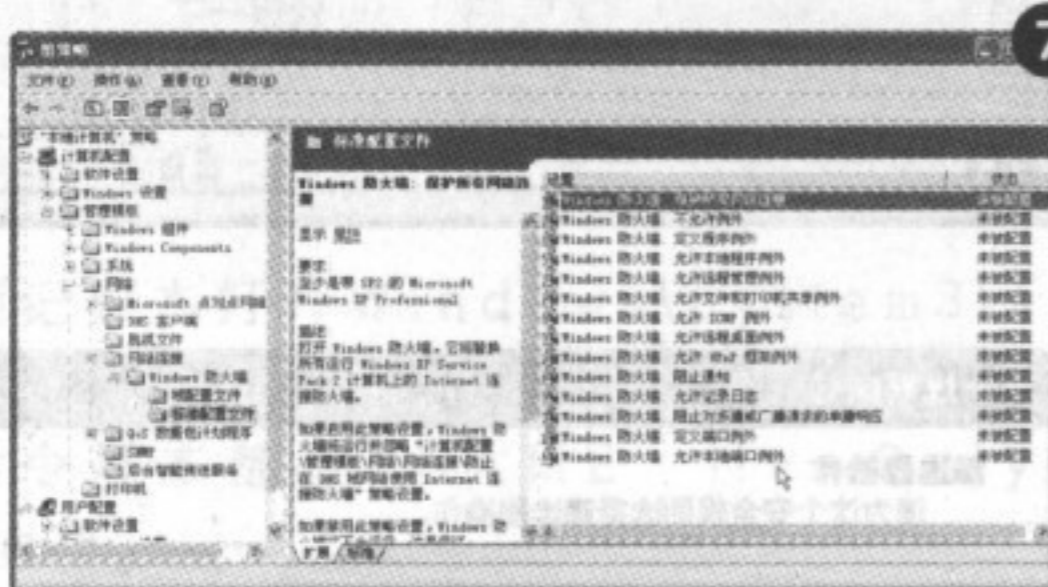 7
组策略
文件(F) 操作(A) 查看(V) 帮助(H)
"本地计算机" 策略
计算机配置
软件设置
Windows 设置
管理模板
Windows 组件
Windows Components
系统
网络
Microsoft 点对点网络
DNS 客户端
脱机文件
网络连接
Windows 防火墙
域配置文件
标准配置文件
QoS 数据包计划程序
SNMP
后台智能传送服务
打印机
用户配置
软件设置
标准配置文件
Windows 防火墙: 保护所有网络连
接
显示 属性
要求:
至少是带 SP2 的 Microsoft
Windows XP Professional
描述:
打开 Windows 防火墙。它将替换
所有运行 Windows XP Service
Pack 2 计算机上的 Internet 连
接防火墙。
如果启用此策略设置，Windows 防
火墙将运行并忽略 "计算机配置
\管理模板\网络\网络连接\防止
在 DNS 域网络使用 Internet 连
接防火墙" 策略设置。
如果禁用此策略设置，Windows 防
扩展 标准
设置 状态
Windows 防火墙: 保护所有网络连接 未被配置
Windows 防火墙: 不允许例外 未被配置
Windows 防火墙: 定义程序例外 未被配置
Windows 防火墙: 允许本地程序例外 未被配置
Windows 防火墙: 允许远程管理例外 未被配置
Windows 防火墙: 允许文件和打印机共享例外 未被配置
Windows 防火墙: 允许 ICMP 例外 未被配置
Windows 防火墙: 允许远程桌面例外 未被配置
Windows 防火墙: 允许 UPnP 框架例外 未被配置
Windows 防火墙: 阻止通知 未被配置
Windows 防火墙: 允许记录日志 未被配置
Windows 防火墙: 阻止对多播或广播请求的单播响应 未被配置
Windows 防火墙: 定义端口例外 未被配置
Windows 防火墙: 允许本地端口例外 未被配置